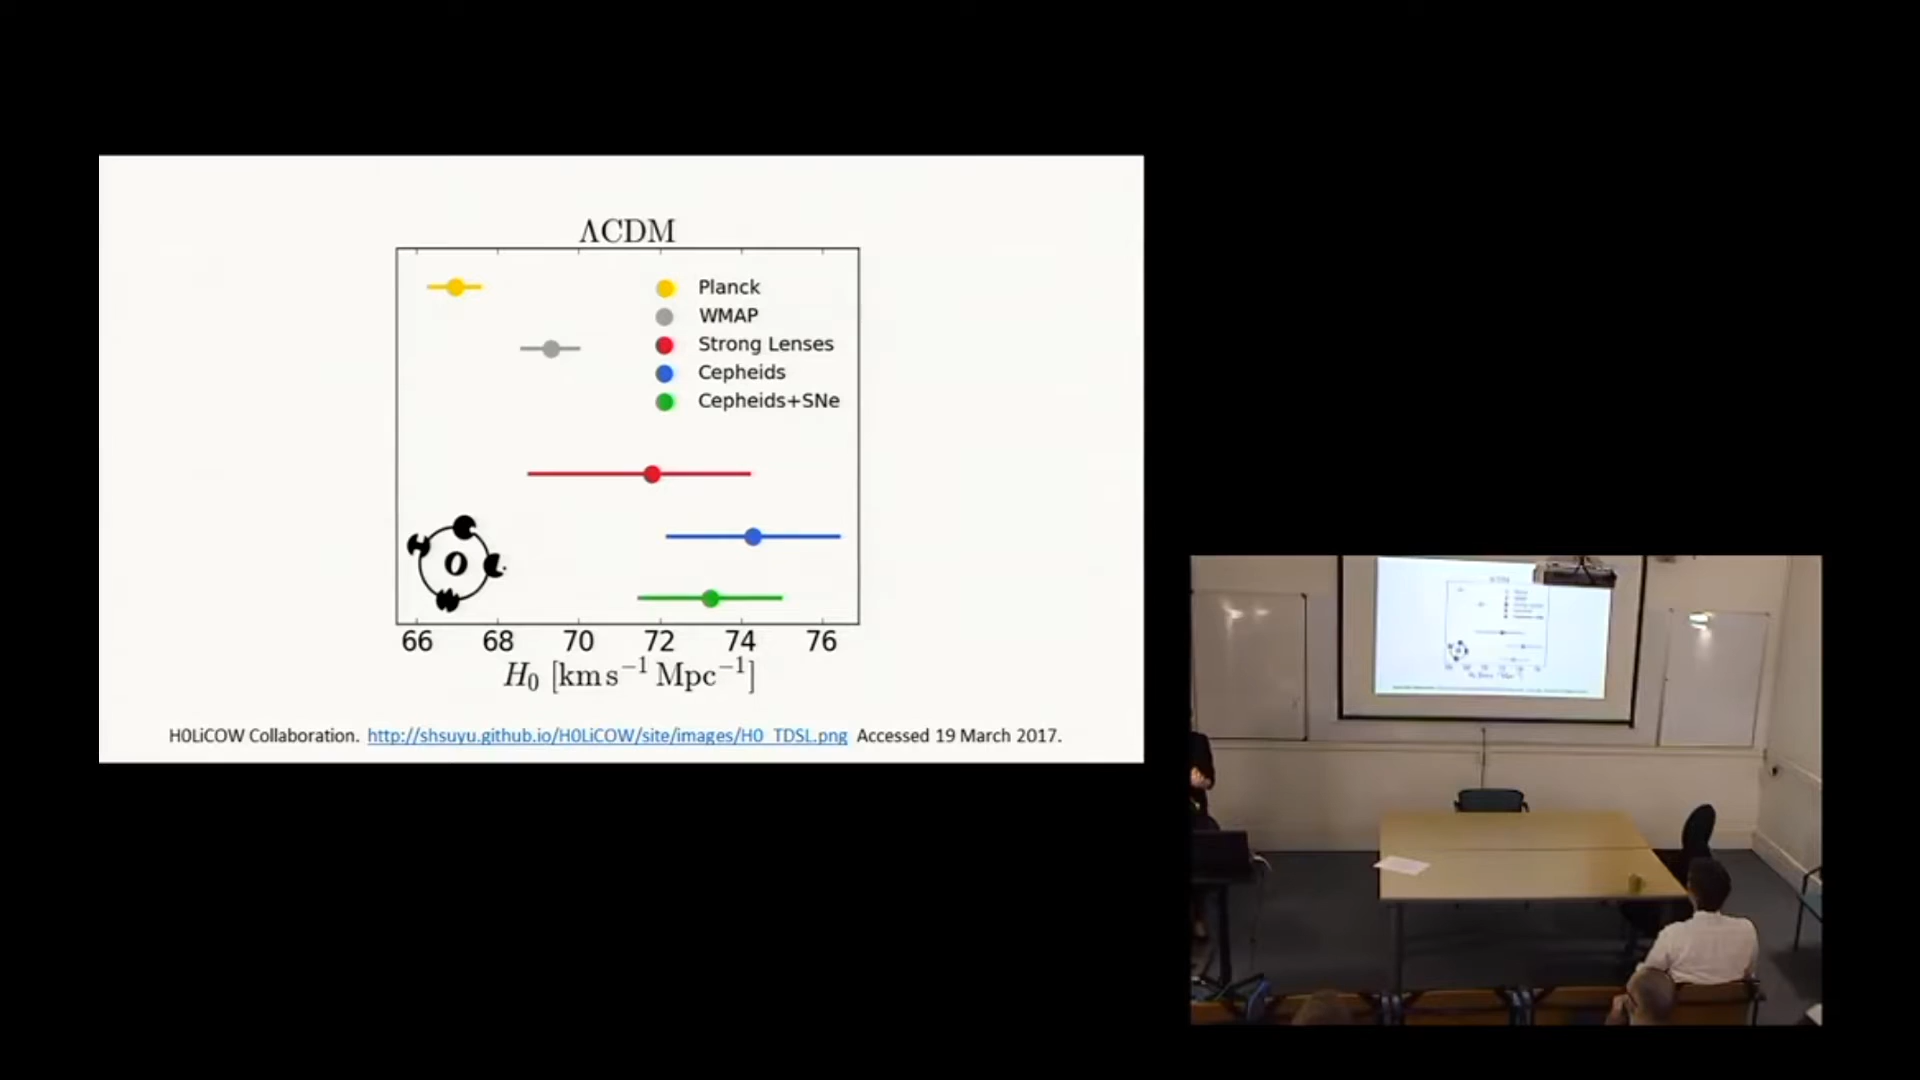 ΛCDM
Planck
WMAP
Strong Lenses
Cepheids
Cepheids+SNe
H
0
L
W
66 68 70 72 74 76
H₀ [km s⁻¹ Mpc⁻¹]
H0LiCOW Collaboration. http://shsuyu.github.io/H0LiCOW/site/images/H0_TDSL.png Accessed 19 March 2017.